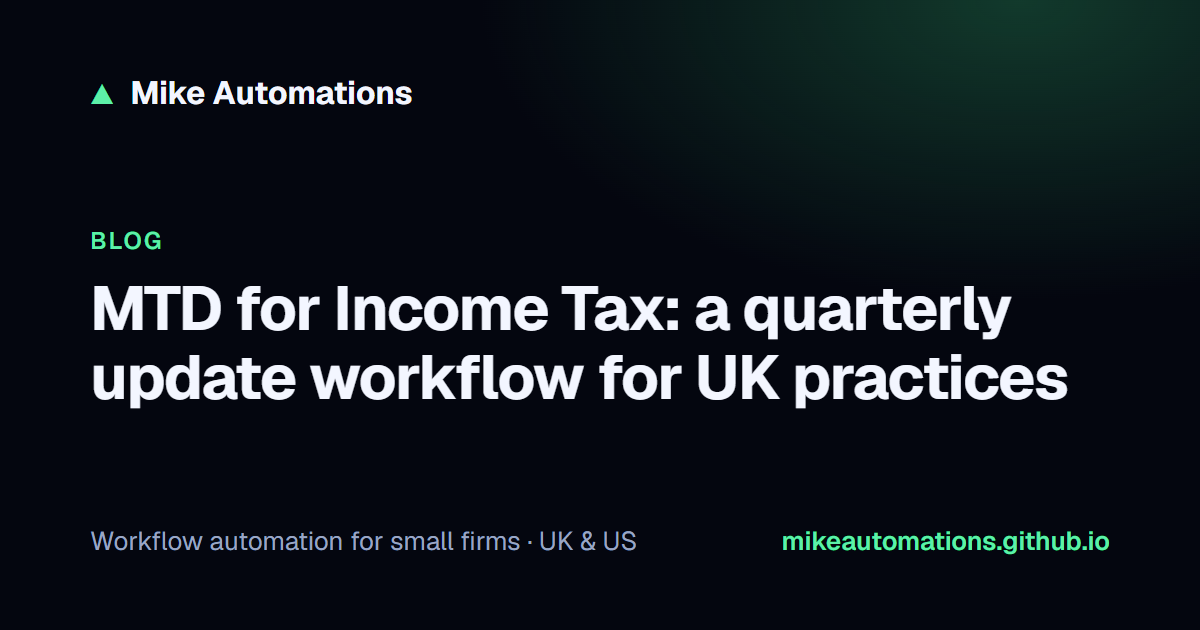 Mike Automations
BLOG
MTD for Income Tax: a quarterly
update workflow for UK practices
Workflow automation for small firms · UK & US
mikeautomations.github.io